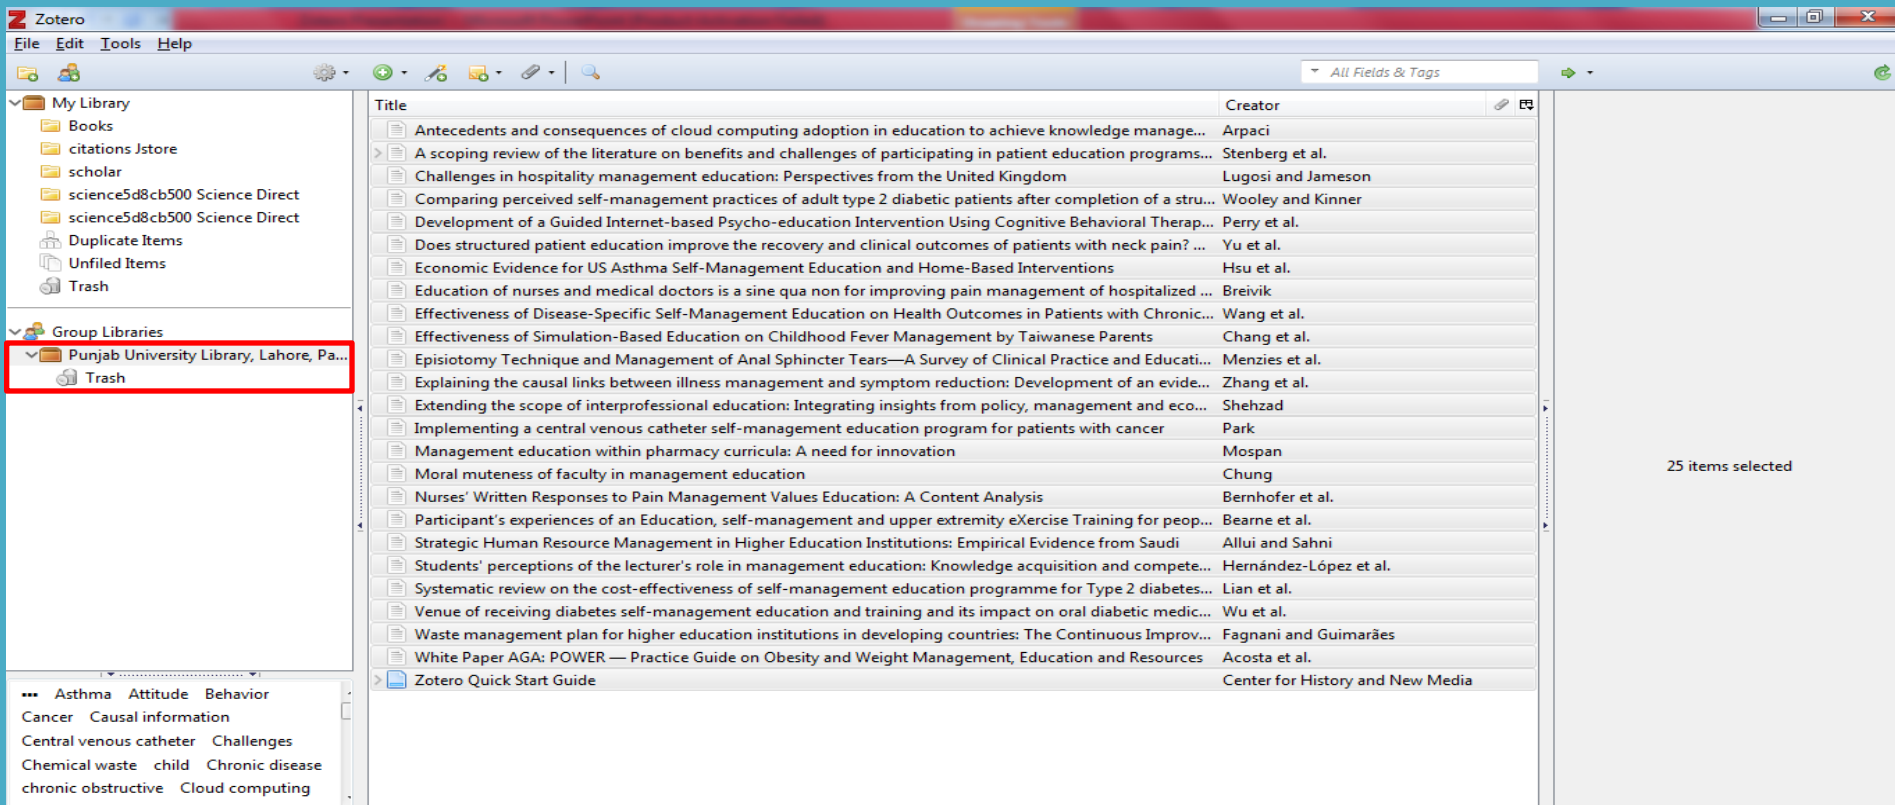 Zotero
File Edit Tools Help
All Fields & Tags
My Library
Books
citations Jstore
scholar
science5d8cb500 Science Direct
science5d8cb500 Science Direct
Duplicate Items
Unfiled Items
Trash
Group Libraries
Punjab University Library, Lahore, Pa...
Trash
... Asthma Attitude Behavior
Cancer Causal information
Central venous catheter Challenges
Chemical waste child Chronic disease
chronic obstructive Cloud computing
Title Creator
Antecedents and consequences of cloud computing adoption in education to achieve knowledge manage... Arpaci
A scoping review of the literature on benefits and challenges of participating in patient education programs... Stenberg et al.
Challenges in hospitality management education: Perspectives from the United Kingdom Lugosi and Jameson
Comparing perceived self-management practices of adult type 2 diabetic patients after completion of a stru... Wooley and Kinner
Development of a Guided Internet-based Psycho-education Intervention Using Cognitive Behavioral Therap... Perry et al.
Does structured patient education improve the recovery and clinical outcomes of patients with neck pain? ... Yu et al.
Economic Evidence for US Asthma Self-Management Education and Home-Based Interventions Hsu et al.
Education of nurses and medical doctors is a sine qua non for improving pain management of hospitalized ... Breivik
Effectiveness of Disease-Specific Self-Management Education on Health Outcomes in Patients with Chronic... Wang et al.
Effectiveness of Simulation-Based Education on Childhood Fever Management by Taiwanese Parents Chang et al.
Episiotomy Technique and Management of Anal Sphincter Tears—A Survey of Clinical Practice and Educati... Menzies et al.
Explaining the causal links between illness management and symptom reduction: Development of an evide... Zhang et al.
Extending the scope of interprofessional education: Integrating insights from policy, management and eco... Shehzad
Implementing a central venous catheter self-management education program for patients with cancer Park
Management education within pharmacy curricula: A need for innovation Mospan
Moral muteness of faculty in management education Chung
Nurses' Written Responses to Pain Management Values Education: A Content Analysis Bernhofer et al.
Participant's experiences of an Education, self-management and upper extremity eXercise Training for peop... Bearne et al.
Strategic Human Resource Management in Higher Education Institutions: Empirical Evidence from Saudi Allui and Sahni
Students' perceptions of the lecturer's role in management education: Knowledge acquisition and compete... Hernández-López et al.
Systematic review on the cost-effectiveness of self-management education programme for Type 2 diabetes... Lian et al.
Venue of receiving diabetes self-management education and training and its impact on oral diabetic medic... Wu et al.
Waste management plan for higher education institutions in developing countries: The Continuous Improv... Fagnani and Guimarães
White Paper AGA: POWER — Practice Guide on Obesity and Weight Management, Education and Resources Acosta et al.
Zotero Quick Start Guide Center for History and New Media
25 items selected